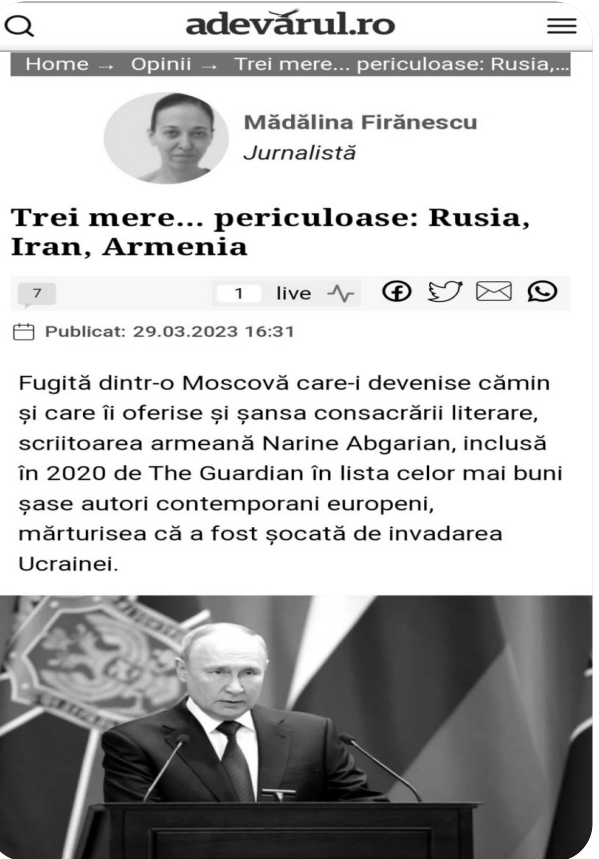 adevărul.ro
Home → Opinii → Trei mere... periculoase: Rusia,...
Mădălina Firănescu
Jurnalistă
Trei mere... periculoase: Rusia,
Iran, Armenia
7 1 live
Publicat: 29.03.2023 16:31
Fugită dintr-o Moscovă care-i devenise cămin
și care îi oferise și șansa consacrării literare,
scriitoarea armeană Narine Abgarian, inclusă
în 2020 de The Guardian în lista celor mai buni
șase autori contemporani europeni,
mărturisea că a fost șocată de invadarea
Ucrainei.